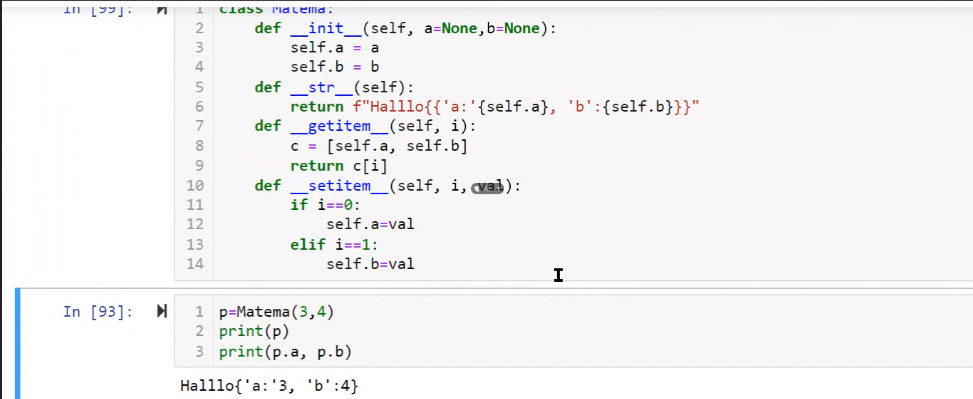 In [99]: 1 class Matema:
2 def __init__(self, a=None,b=None):
3 self.a = a
4 self.b = b
5 def __str__(self):
6 return f"Halllo{{'a:'{self.a}, 'b':{self.b}}}"
7 def __getitem__(self, i):
8 c = [self.a, self.b]
9 return c[i]
10 def __setitem__(self, i, val):
11 if i==0:
12 self.a=val
13 elif i==1:
14 self.b=val
In [93]: 1 p=Matema(3,4)
2 print(p)
3 print(p.a, p.b)
Halllo{'a:'3, 'b':4}